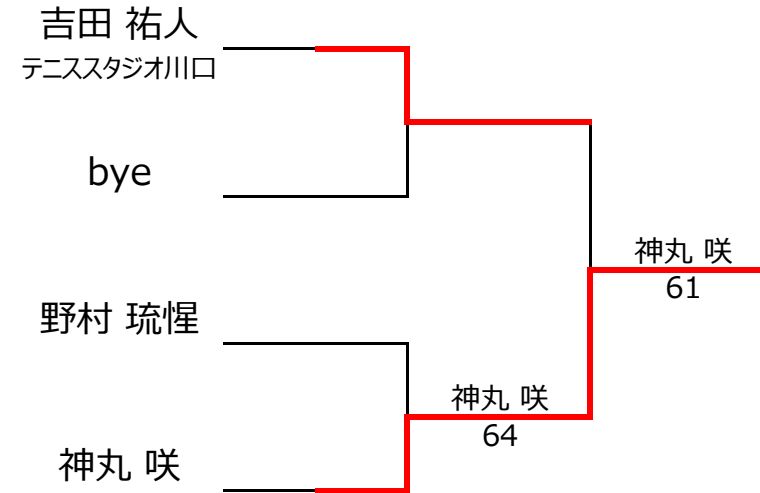 吉田 祐人
テニススタジオ川口
bye
神丸 咲
61
野村 琉惺
神丸 咲
64
神丸 咲